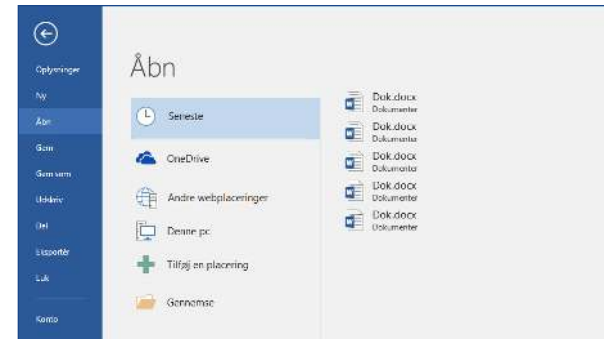 Oplysninger
Ny
Åbn
Gem
Gem som
Udskriv
Del
Eksportér
Luk
Konto
Åbn
Seneste
OneDrive
Andre webplaceringer
Denne pc
Tilføj en placering
Gennemse
Dok.docx
Dokumenter
Dok.docx
Dokumenter
Dok.docx
Dokumenter
Dok.docx
Dokumenter
Dok.docx
Dokumenter